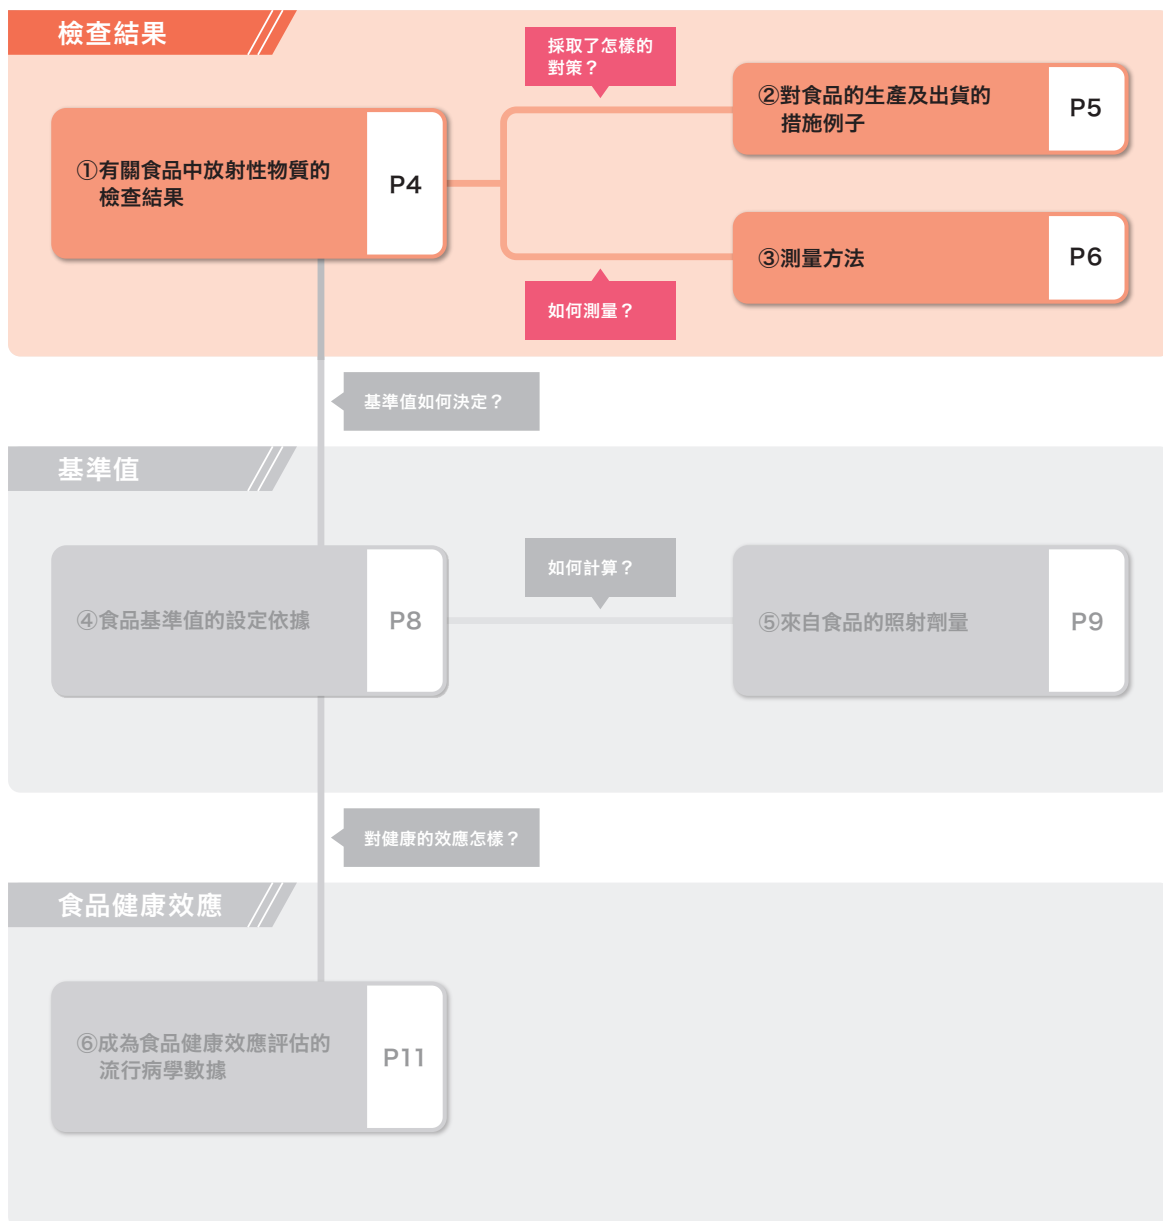 檢查結果
採取了怎樣的
對策？
②對食品的生產及出貨的
措施例子
P5
①有關食品中放射性物質的
檢查結果
P4
③測量方法
P6
如何測量？
基準值如何決定？
基準值
如何計算？
④食品基準值的設定依據
P8
⑤來自食品的照射劑量
P9
對健康的效應怎樣？
食品健康效應
⑥成為食品健康效應評估的
流行病學數據
P11